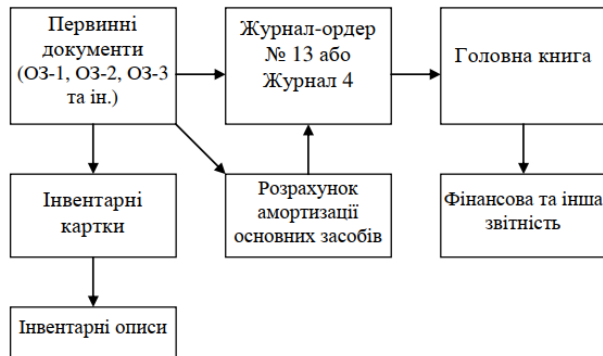 Первинні
документи
(ОЗ-1, ОЗ-2, ОЗ-3
та ін.)
Журнал-ордер
№ 13 або
Журнал 4
Головна книга
Інвентарні
картки
Розрахунок
амортизації
основних засобів
Фінансова та інша
звітність
Інвентарні описи